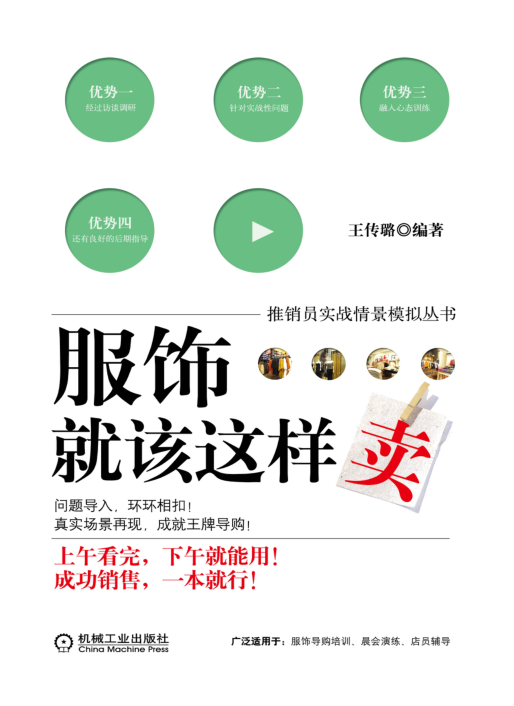 优势一
经过访谈调研
优势二
针对实战性问题
优势三
融入心态训练
优势四
还有良好的后期指导
王传璐◎编著
推销员实战情景模拟丛书
服饰
就该这样
卖
问题导入，环环相扣！
真实场景再现，成就王牌导购！
上午看完，下午就能用！
成功销售，一本就行！
机械工业出版社
China Machine Press
广泛适用于：服饰导购培训、晨会演练、店员辅导